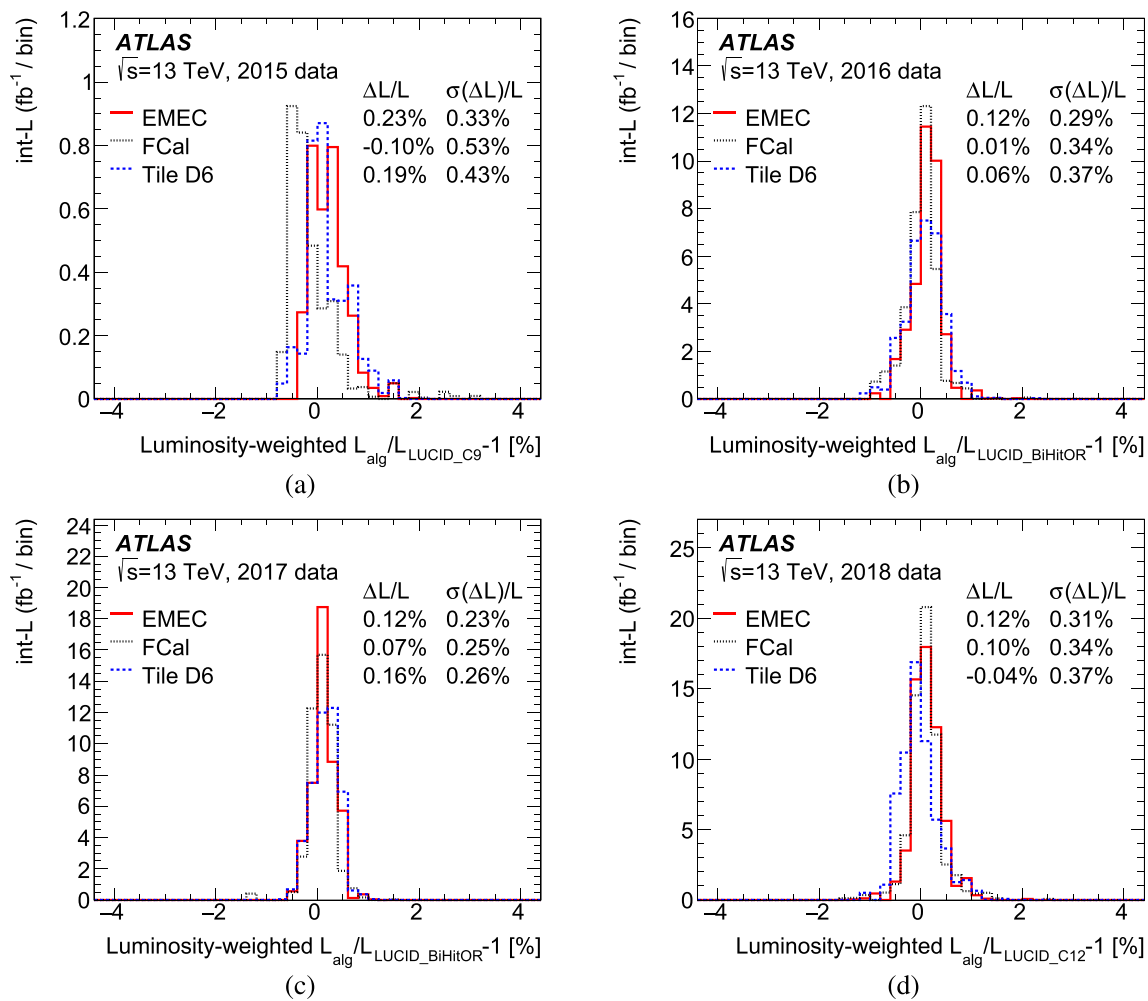 ATLAS
√s=13 TeV, 2015 data
ΔL/L σ(ΔL)/L
EMEC 0.23% 0.33%
FCal -0.10% 0.53%
Tile D6 0.19% 0.43%
int-L (fb⁻¹ / bin)
1.2
1
0.8
0.6
0.4
0.2
0
−4 −2 0 2 4
Luminosity-weighted L_alg/L_LUCID_C9-1 [%]
(a)
ATLAS
√s=13 TeV, 2016 data
ΔL/L σ(ΔL)/L
EMEC 0.12% 0.29%
FCal 0.01% 0.34%
Tile D6 0.06% 0.37%
int-L (fb⁻¹ / bin)
16
14
12
10
8
6
4
2
0
−4 −2 0 2 4
Luminosity-weighted L_alg/L_LUCID_BiHitOR-1 [%]
(b)
ATLAS
√s=13 TeV, 2017 data
ΔL/L σ(ΔL)/L
EMEC 0.12% 0.23%
FCal 0.07% 0.25%
Tile D6 0.16% 0.26%
int-L (fb⁻¹ / bin)
24
22
20
18
16
14
12
10
8
6
4
2
0
−4 −2 0 2 4
Luminosity-weighted L_alg/L_LUCID_BiHitOR-1 [%]
(c)
ATLAS
√s=13 TeV, 2018 data
ΔL/L σ(ΔL)/L
EMEC 0.12% 0.31%
FCal 0.10% 0.34%
Tile D6 -0.04% 0.37%
int-L (fb⁻¹ / bin)
25
20
15
10
5
0
−4 −2 0 2 4
Luminosity-weighted L_alg/L_LUCID_C12-1 [%]
(d)